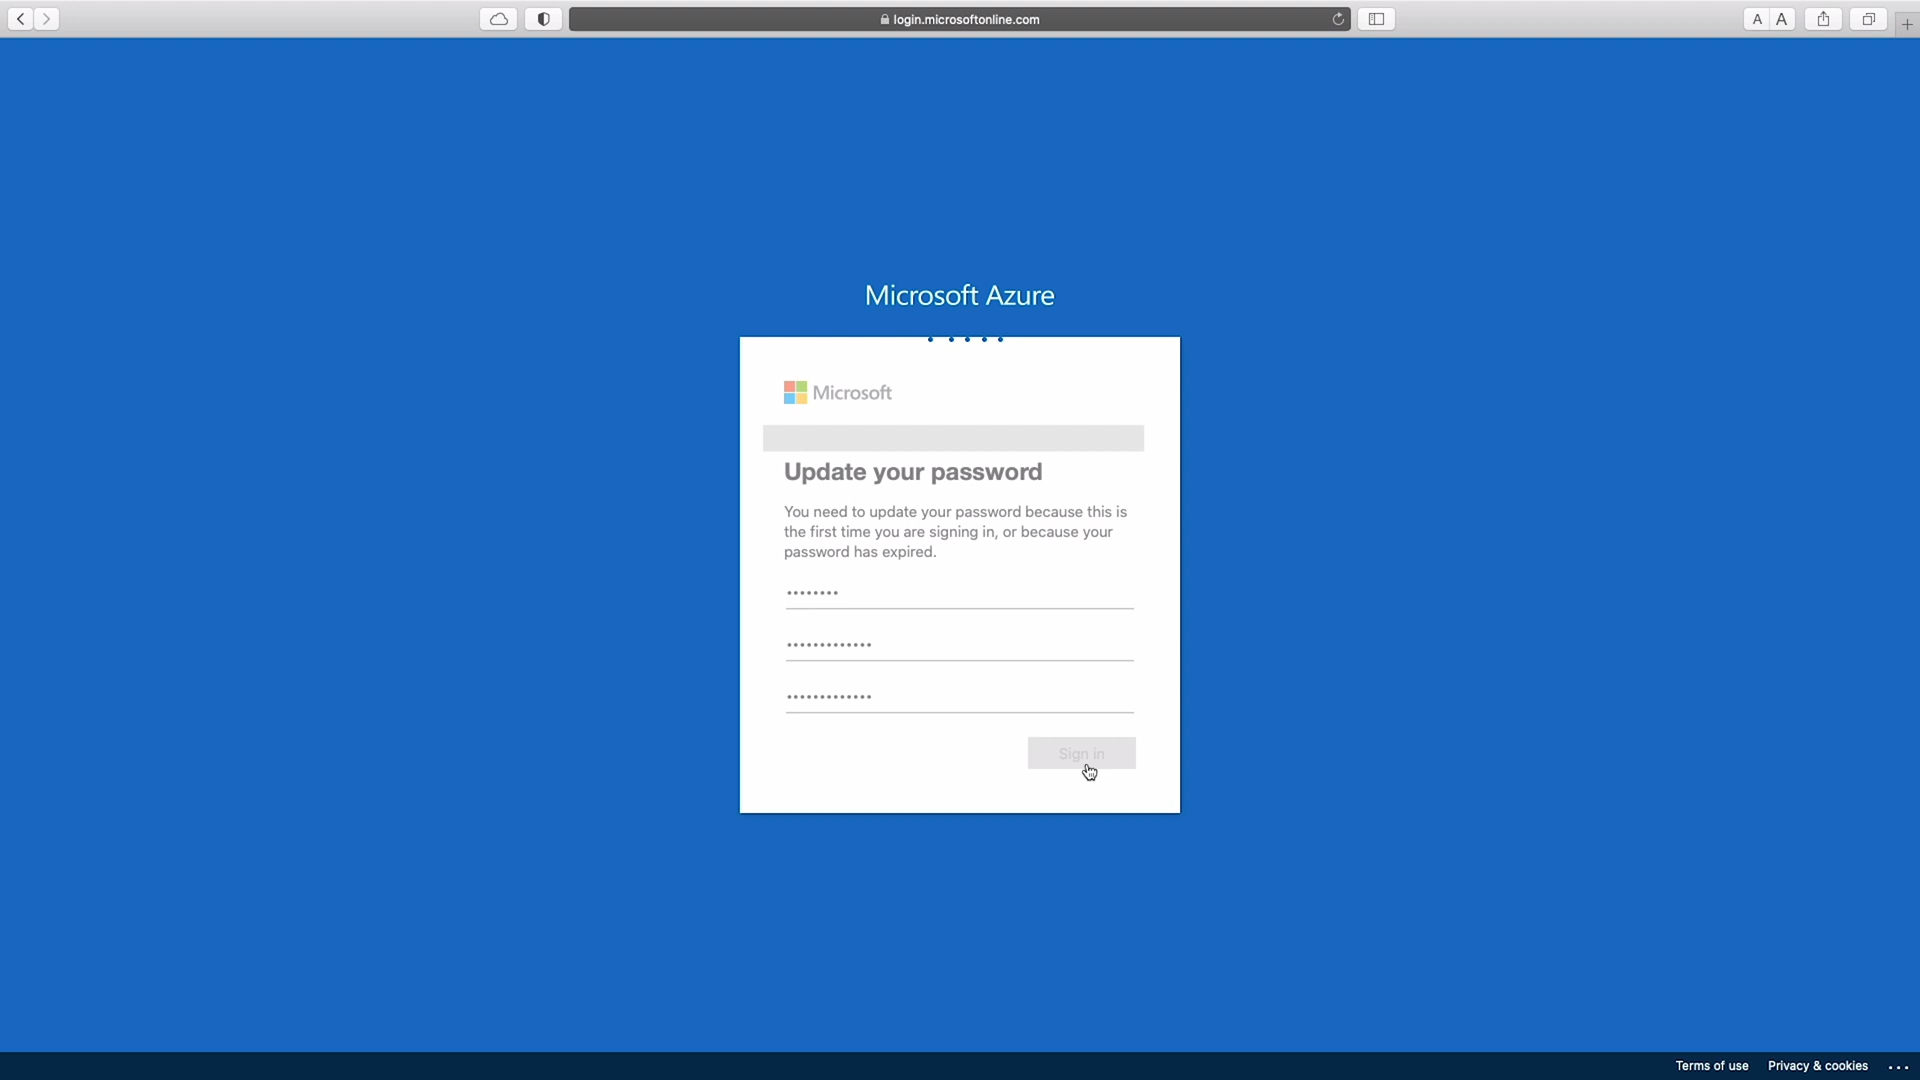 login.microsoftonline.com
A A
Microsoft Azure
Microsoft
Update your password
You need to update your password because this is
the first time you are signing in, or because your
password has expired.
••••••••
•••••••••••••
•••••••••••••
Sign in
Terms of use Privacy & cookies ...